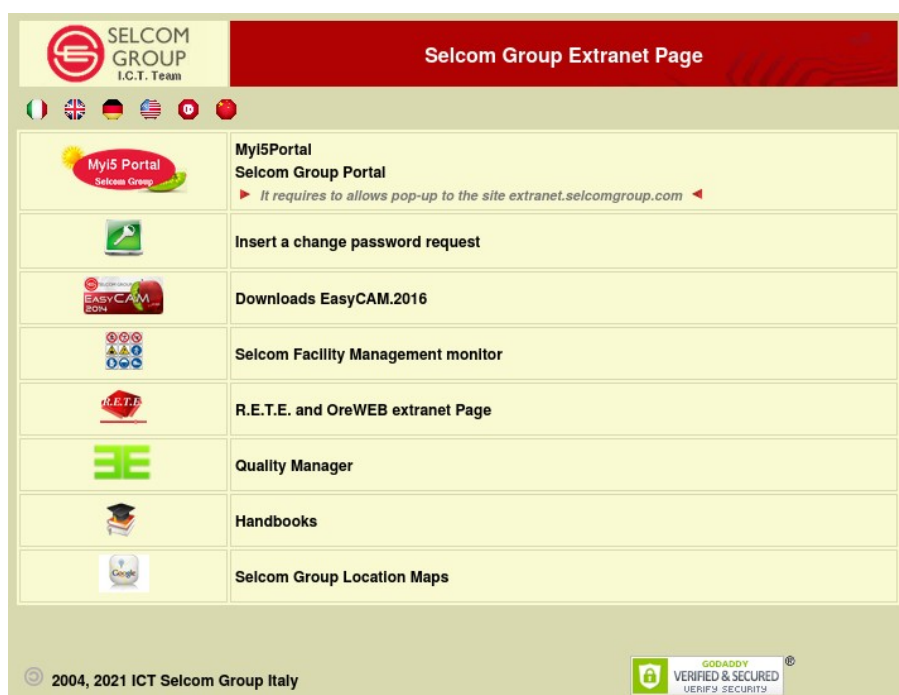 SELCOM
GROUP
I.C.T. Team
Selcom Group Extranet Page
Myi5 Portal
Selcom Group
Myi5Portal
Selcom Group Portal
It requires to allows pop-up to the site extranet.selcomgroup.com
Insert a change password request
EASYCAM
2014
Downloads EasyCAM.2016
Selcom Facility Management monitor
R.E.T.E.
R.E.T.E. and OreWEB extranet Page
Quality Manager
Handbooks
Google
Selcom Group Location Maps
2004, 2021 ICT Selcom Group Italy
GODADDY
VERIFIED & SECURED
VERIFY SECURITY
®